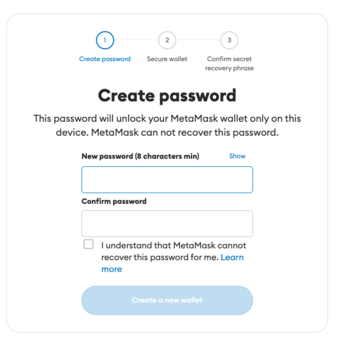 1 2 3
Create password Secure wallet Confirm secret
recovery phrase
Create password
This password will unlock your MetaMask wallet only on this
device. MetaMask can not recover this password.
New password (8 characters min) Show
Confirm password
I understand that MetaMask cannot
recover this password for me. Learn
more
Create a new wallet